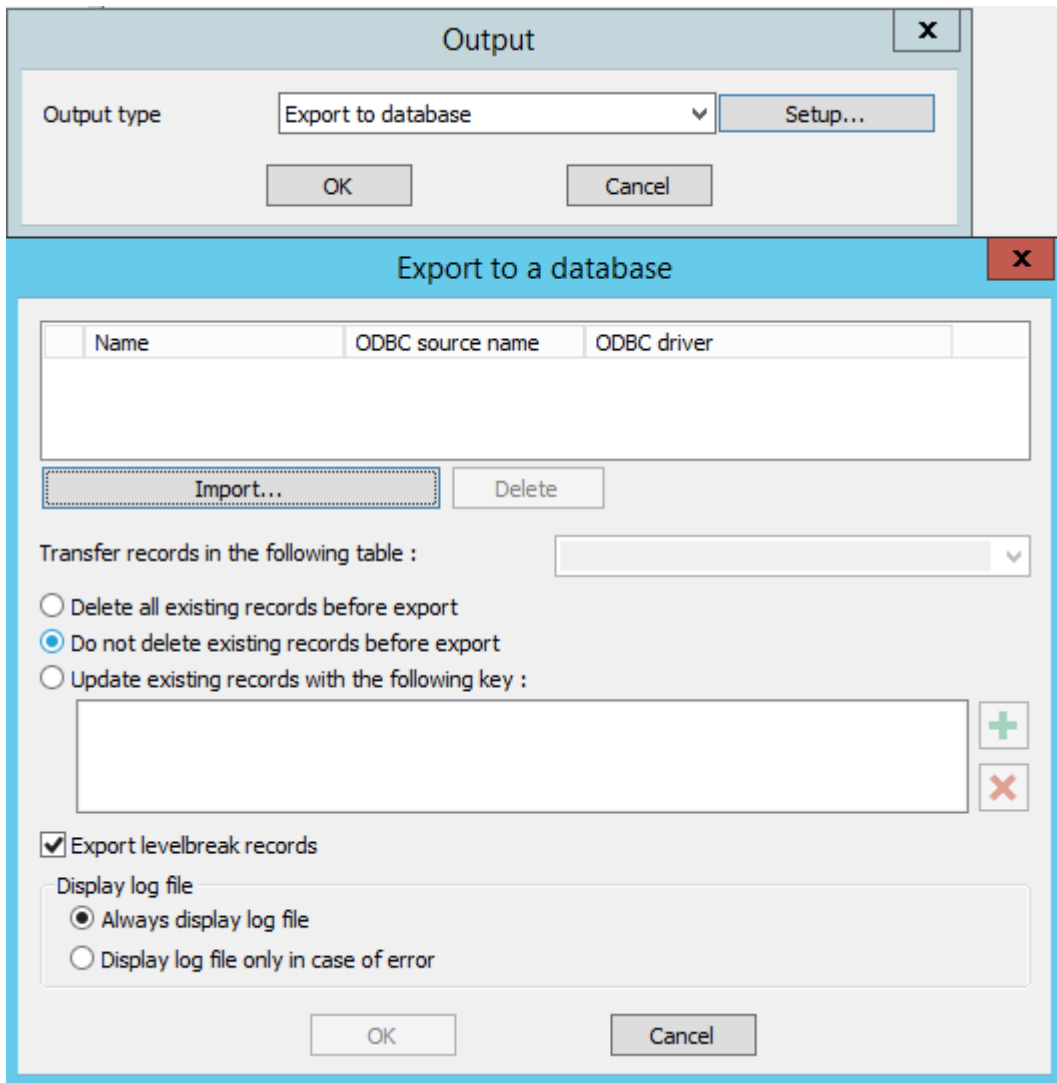 Output
x
Output type Export to database Setup...
OK Cancel
Export to a database
x
Name ODBC source name ODBC driver
Import... Delete
Transfer records in the following table :
Delete all existing records before export
Do not delete existing records before export
Update existing records with the following key :
Export levelbreak records
Display log file
Always display log file
Display log file only in case of error
OK Cancel